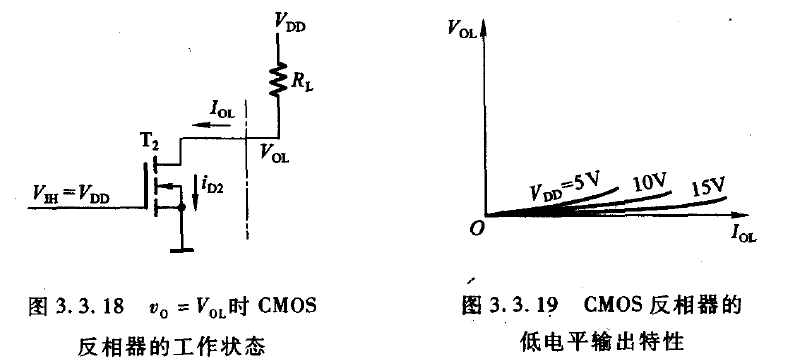 V_DD
R_L
I_OL
T_2
V_OL
i_D2
V_IH = V_DD
图 3.3.18 v_O = V_OL时 CMOS
反相器的工作状态
V_OL
V_DD=5V
10V
15V
O
I_OL
图 3.3.19 CMOS 反相器的
低电平输出特性